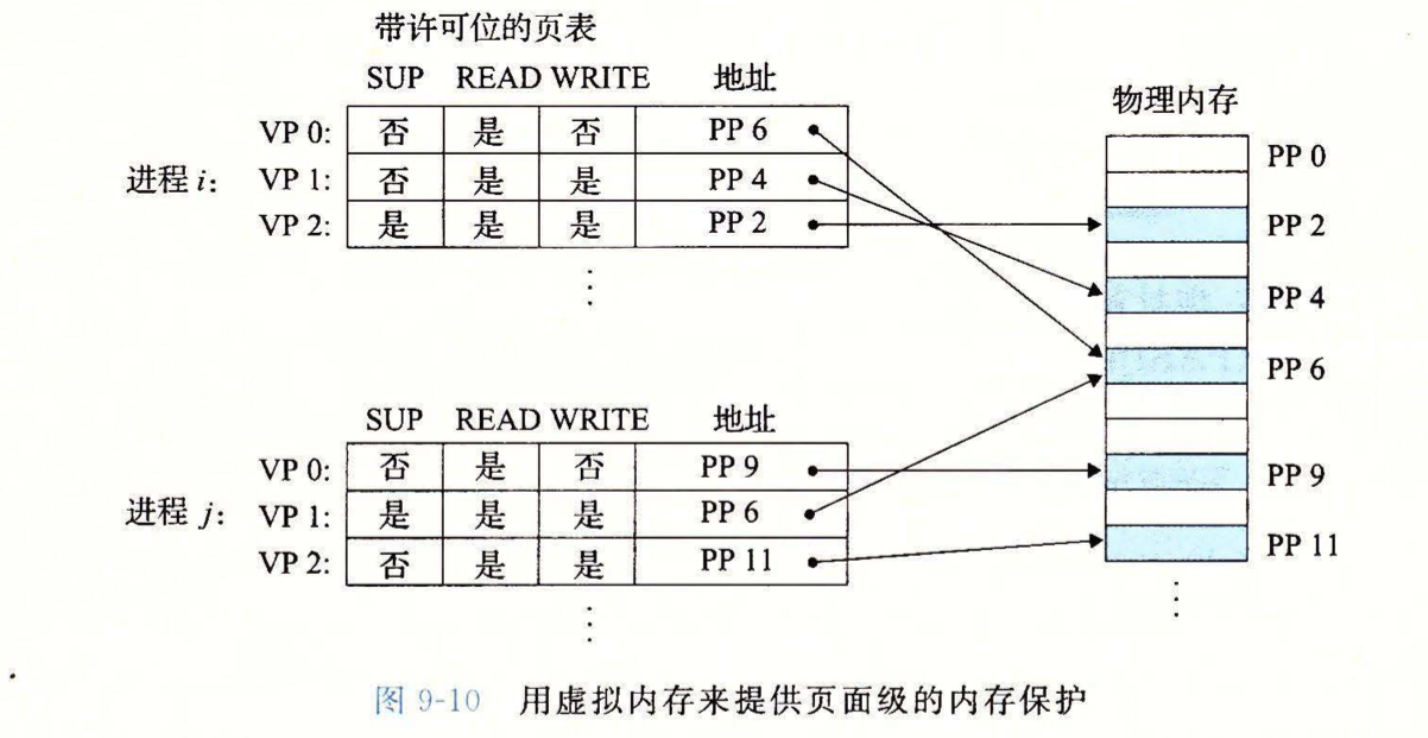 带许可位的页表
SUP READ WRITE 地址
物理内存
VP 0: 否 是 否 PP 6
PP 0
进程 i: VP 1: 否 是 是 PP 4
VP 2: 是 是 是 PP 2
PP 2
⋮
PP 4
PP 6
SUP READ WRITE 地址
VP 0: 否 是 否 PP 9
PP 9
进程 j: VP 1: 是 是 是 PP 6
VP 2: 否 是 是 PP 11
PP 11
⋮
⋮
图 9-10 用虚拟内存来提供页面级的内存保护